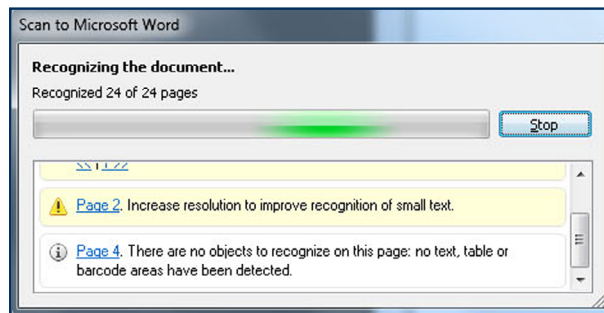 Scan to Microsoft Word
Recognizing the document...
Recognized 24 of 24 pages
Stop
Page 2. Increase resolution to improve recognition of small text.
Page 4. There are no objects to recognize on this page: no text, table or
barcode areas have been detected.